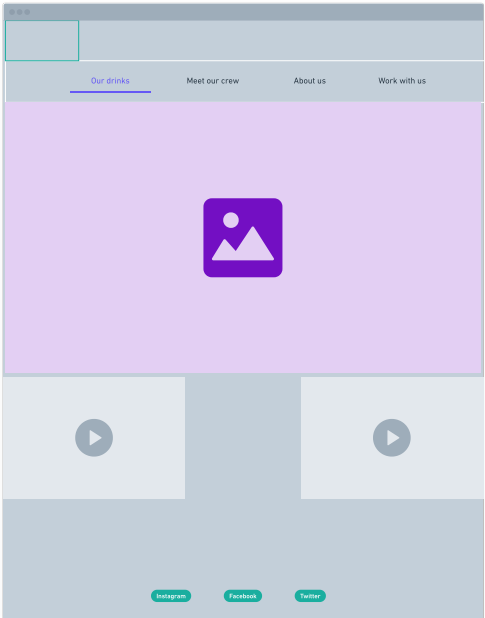 Our drinks
Meet our crew
About us
Work with us
Instagram
Facebook
Twitter